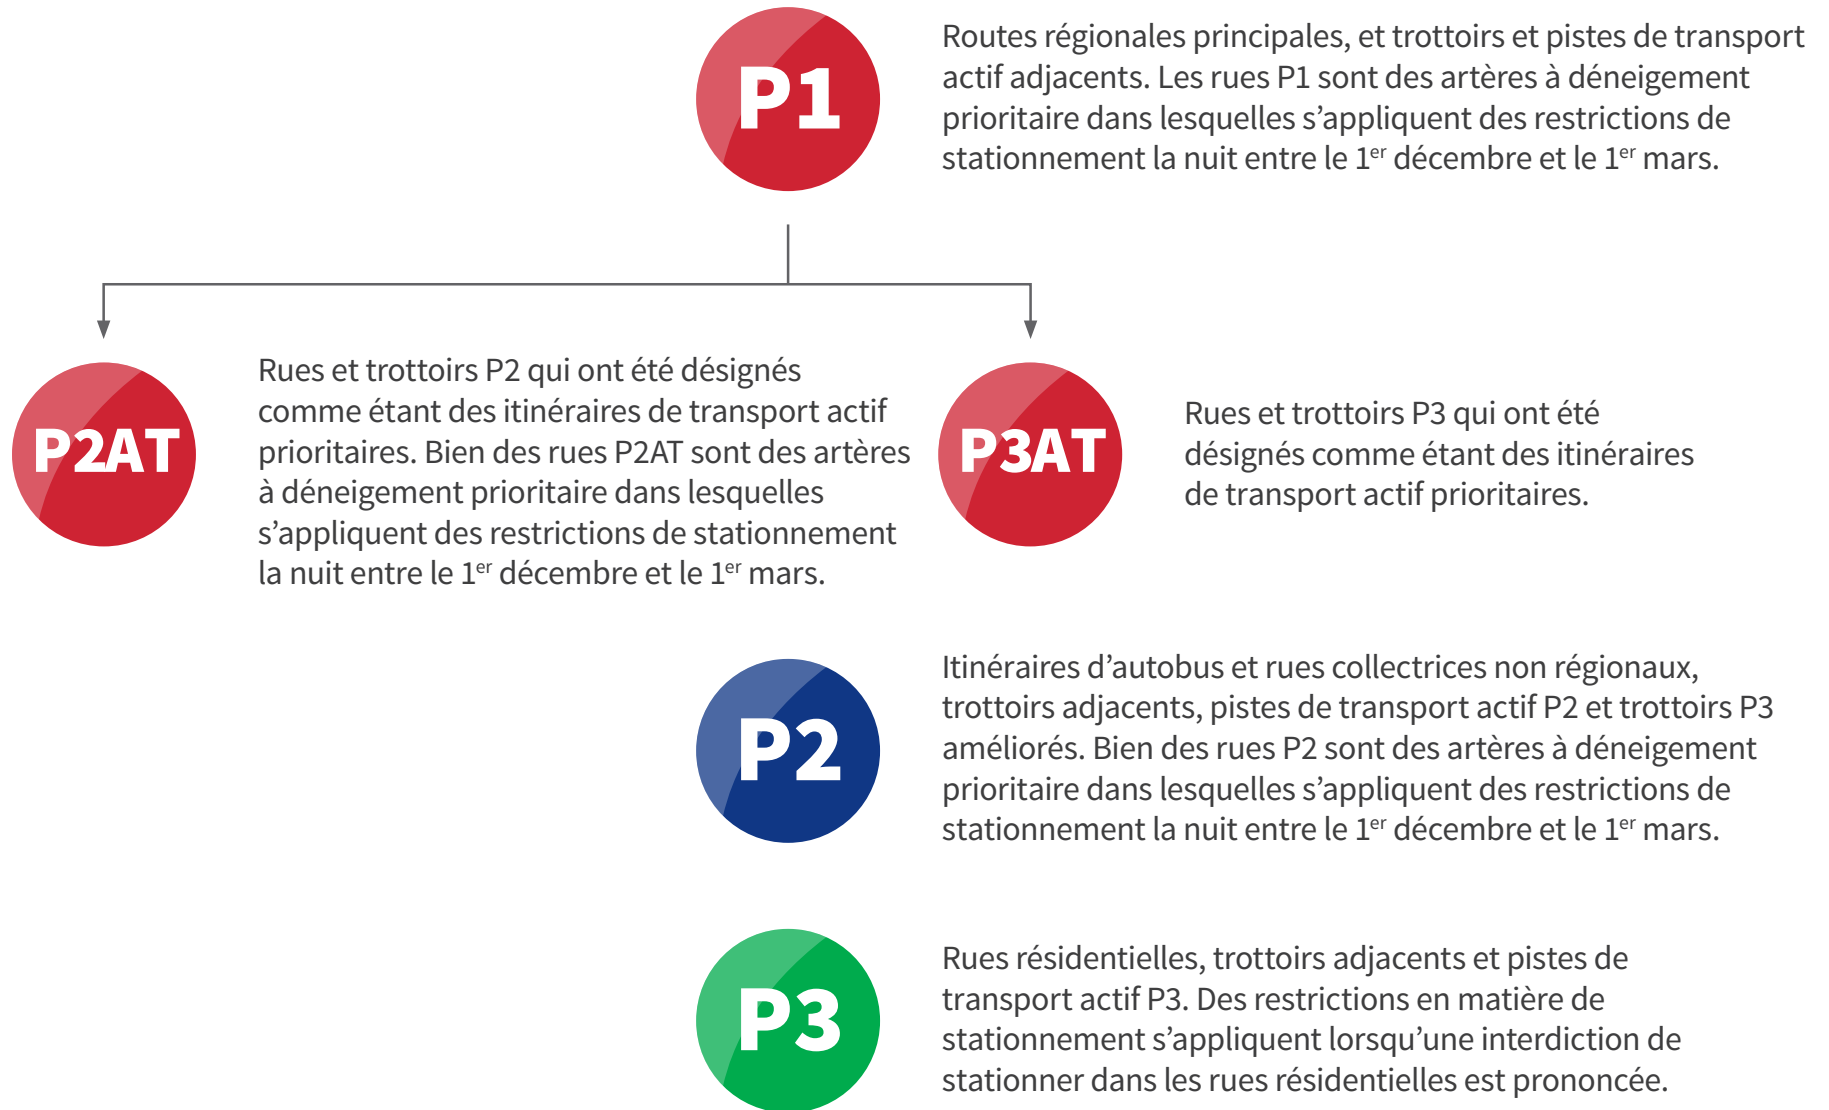 P1
Routes régionales principales, et trottoirs et pistes de transport
actif adjacents. Les rues P1 sont des artères à déneigement
prioritaire dans lesquelles s’appliquent des restrictions de
stationnement la nuit entre le 1er décembre et le 1er mars.
P2AT
Rues et trottoirs P2 qui ont été désignés
comme étant des itinéraires de transport actif
prioritaires. Bien des rues P2AT sont des artères
à déneigement prioritaire dans lesquelles
s’appliquent des restrictions de stationnement
la nuit entre le 1er décembre et le 1er mars.
P3AT
Rues et trottoirs P3 qui ont été
désignés comme étant des itinéraires
de transport actif prioritaires.
P2
Itinéraires d’autobus et rues collectrices non régionaux,
trottoirs adjacents, pistes de transport actif P2 et trottoirs P3
améliorés. Bien des rues P2 sont des artères à déneigement
prioritaire dans lesquelles s’appliquent des restrictions de
stationnement la nuit entre le 1er décembre et le 1er mars.
P3
Rues résidentielles, trottoirs adjacents et pistes de
transport actif P3. Des restrictions en matière de
stationnement s’appliquent lorsqu’une interdiction de
stationner dans les rues résidentielles est prononcée.